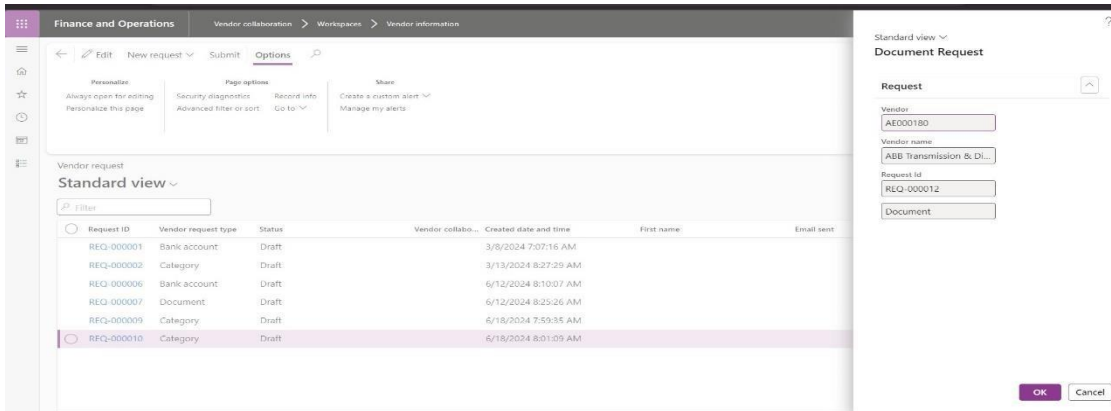 Finance and Operations
Vendor collaboration > Workspaces > Vendor information
?
Edit New request Submit Options
Personalize Page options Share
Always open for editing Security diagnostics Record info Create a custom alert
Personalize this page Advanced filter or sort Go to Manage my alerts
Vendor request
Standard view
Filter
Request ID Vendor request type Status Vendor collabo... Created date and time First name Email sent
REQ-000001 Bank account Draft 3/8/2024 7:07:16 AM
REQ-000002 Category Draft 3/13/2024 8:27:29 AM
REQ-000006 Bank account Draft 6/12/2024 8:10:07 AM
REQ-000007 Document Draft 6/12/2024 8:25:26 AM
REQ-000009 Category Draft 6/18/2024 7:59:35 AM
REQ-000010 Category Draft 6/18/2024 8:01:09 AM
Standard view
Document Request
Request
Vendor
AE000180
Vendor name
ABB Transmission & Di...
Request Id
REQ-000012
Document
OK Cancel